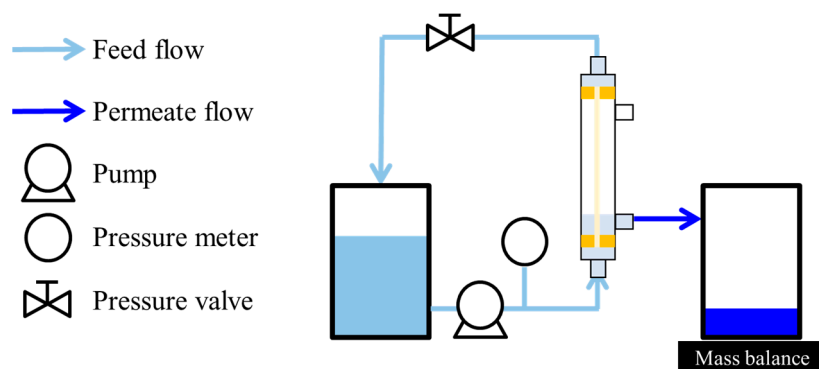 Feed flow
Permeate flow
Pump
Pressure meter
Pressure valve
Mass balance